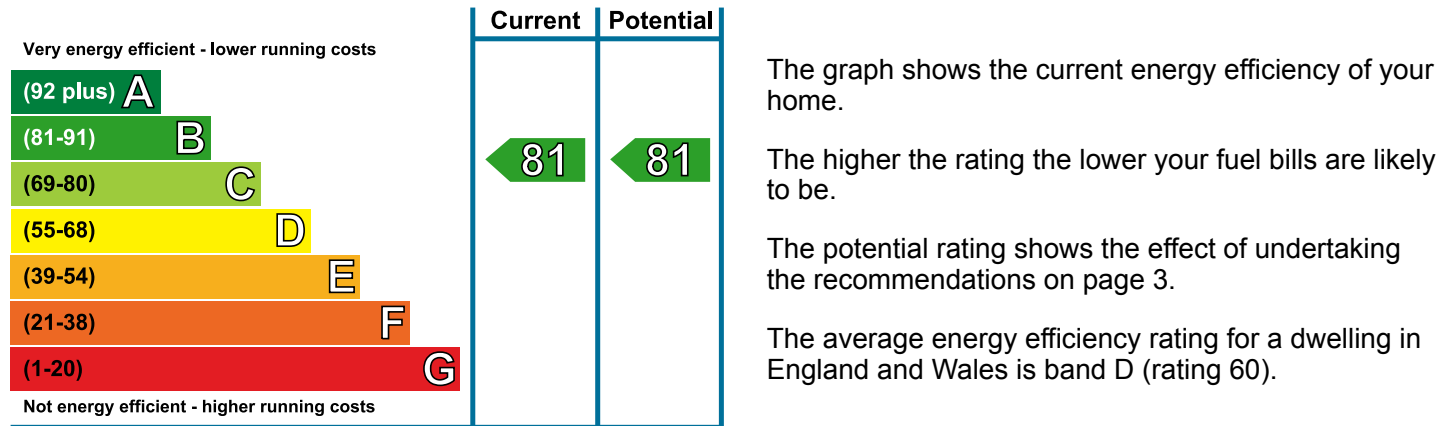 Current Potential
Very energy efficient - lower running costs
(92 plus) A
(81-91) B
(69-80) C
(55-68) D
(39-54) E
(21-38) F
(1-20) G
Not energy efficient - higher running costs
81 81
The graph shows the current energy efficiency of your
home.
The higher the rating the lower your fuel bills are likely
to be.
The potential rating shows the effect of undertaking
the recommendations on page 3.
The average energy efficiency rating for a dwelling in
England and Wales is band D (rating 60).